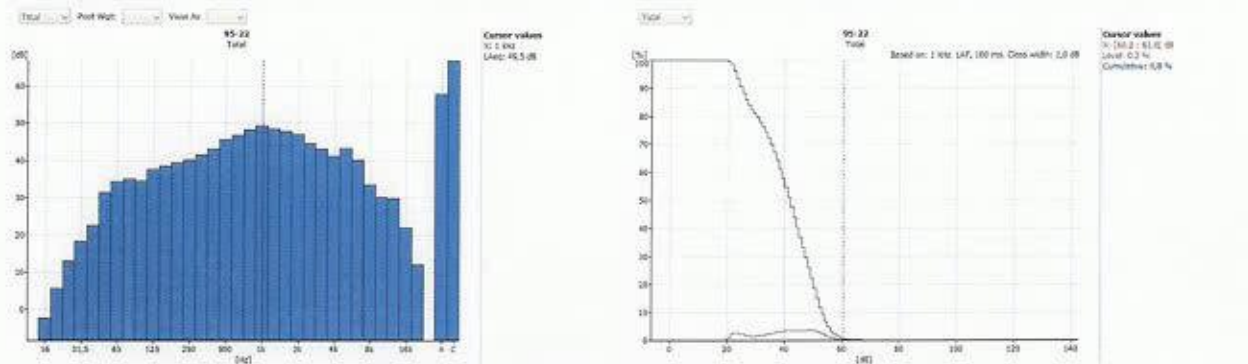 Total Post Wgt: View As
95-22
Total
[dB]
60
50
40
30
20
10
0
16 31,5 63 125 250 500 1k 2k 4k 8k 16k A C
[Hz]
Cursor values
X: 1 kHz
LAeq: 49,5 dB
Total
95-22
Total
[%]
Based on: 1 kHz, LAF, 100 ms. Class width: 1,0 dB
100
90
80
70
60
50
40
30
20
10
0
0 20 40 60 80 100 120 140
[dB]
Cursor values
Level: 0,2 %
Cumulative: 0,8 %